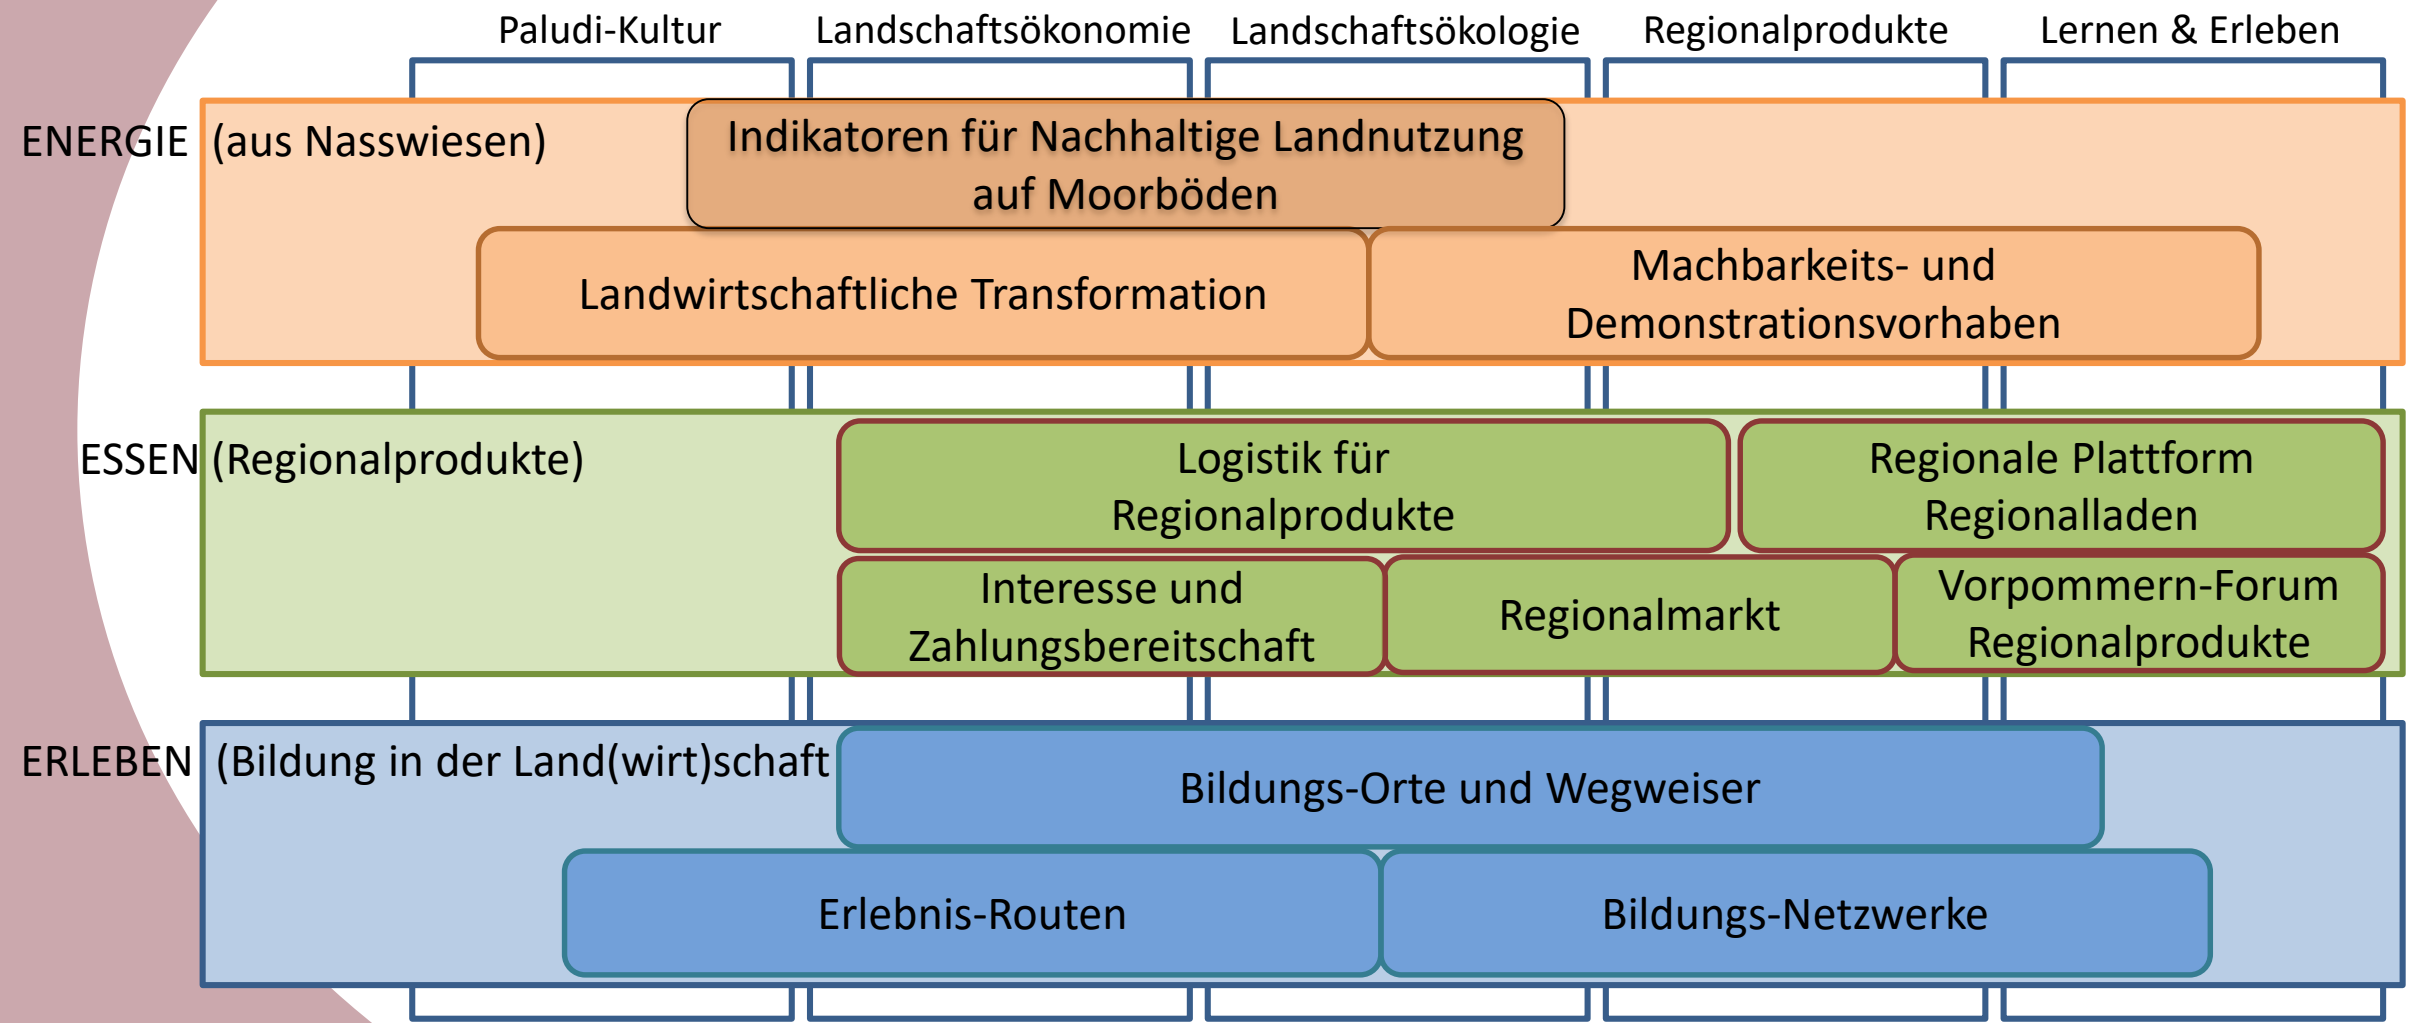 Paludi-Kultur
Landschaftsökonomie
Landschaftsökologie
Regionalprodukte
Lernen & Erleben
ENERGIE (aus Nasswiesen)
Indikatoren für Nachhaltige Landnutzung
auf Moorböden
Landwirtschaftliche Transformation
Machbarkeits- und
Demonstrationsvorhaben
ESSEN (Regionalprodukte)
Logistik für
Regionalprodukte
Regionale Plattform
Regionalladen
Interesse und
Zahlungsbereitschaft
Regionalmarkt
Vorpommern-Forum
Regionalprodukte
ERLEBEN (Bildung in der Land(wirt)schaft
Bildungs-Orte und Wegweiser
Erlebnis-Routen
Bildungs-Netzwerke